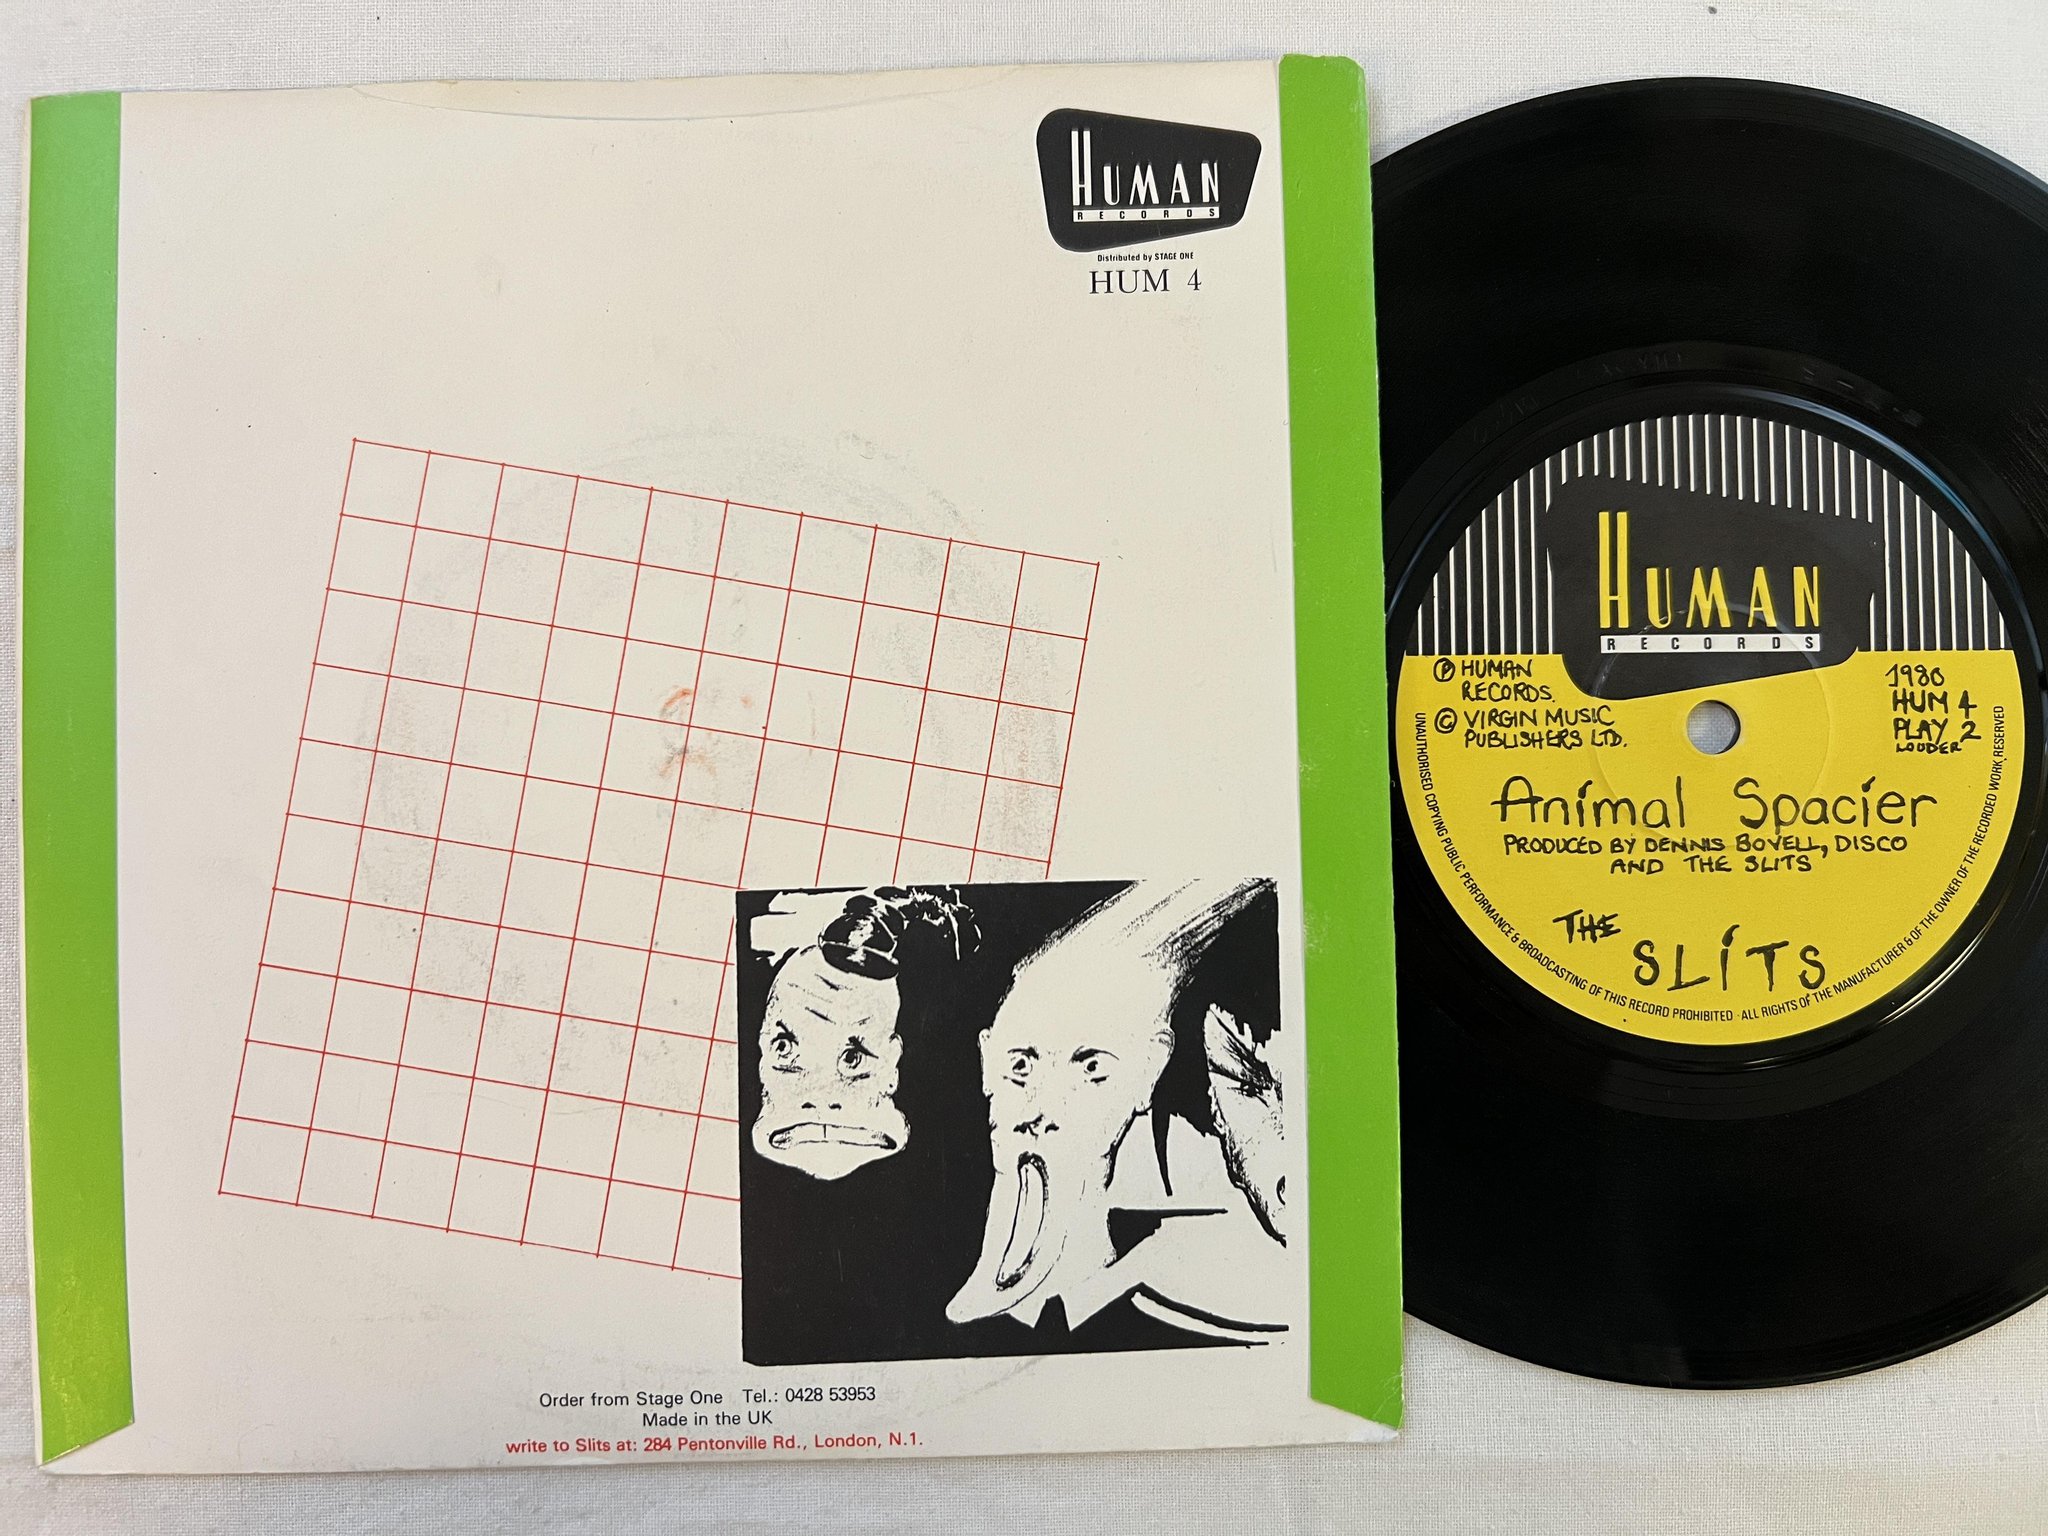 HUMAN
RECORDS
Distributed by STAGE ONE
HUM 4
Order from Stage One Tel.: 0428 53953
Made in the UK
write to Slits at: 284 Pentonville Rd., London, N.1.
HUMAN
RECORDS
Ⓟ HUMAN
RECORDS.
© VIRGIN MUSIC
PUBLISHERS LTD.
1980
HUM 4
PLAY 2
LOUDER
Animal Spacier
PRODUCED BY DENNIS BOVELL, DISCO
AND THE SLITS
THE SLITS
UNAUTHORISED COPYING PUBLIC PERFORMANCE & BROADCASTING OF THIS RECORD PROHIBITED · ALL RIGHTS OF THE MANUFACTURER & OF THE OWNER OF THE RECORDED WORK RESERVED